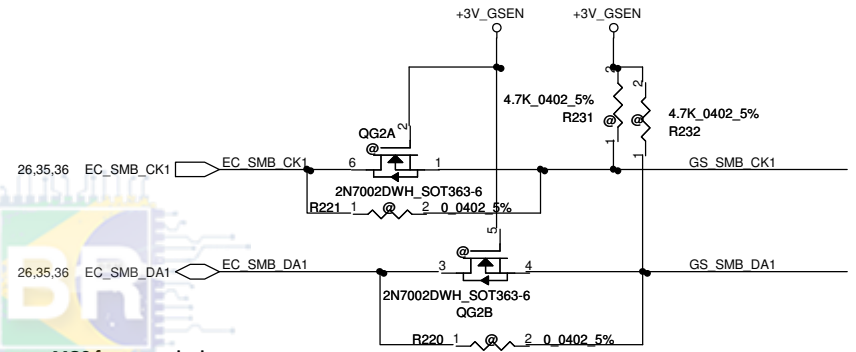 +3V_GSEN +3V_GSEN
4.7K_0402_5%
R231
4.7K_0402_5%
R232
2 2
@ @
1 1
QG2A
@
2
26,35,36 EC_SMB_CK1 EC_SMB_CK1 6 1 GS_SMB_CK1
2N7002DWH_SOT363-6
R221 1 @ 2 0_0402_5%
5
@
26,35,36 EC_SMB_DA1 EC_SMB_DA1 3 4 GS_SMB_DA1
2N7002DWH_SOT363-6
QG2B
R220 1 @ 2 0_0402_5%
BR